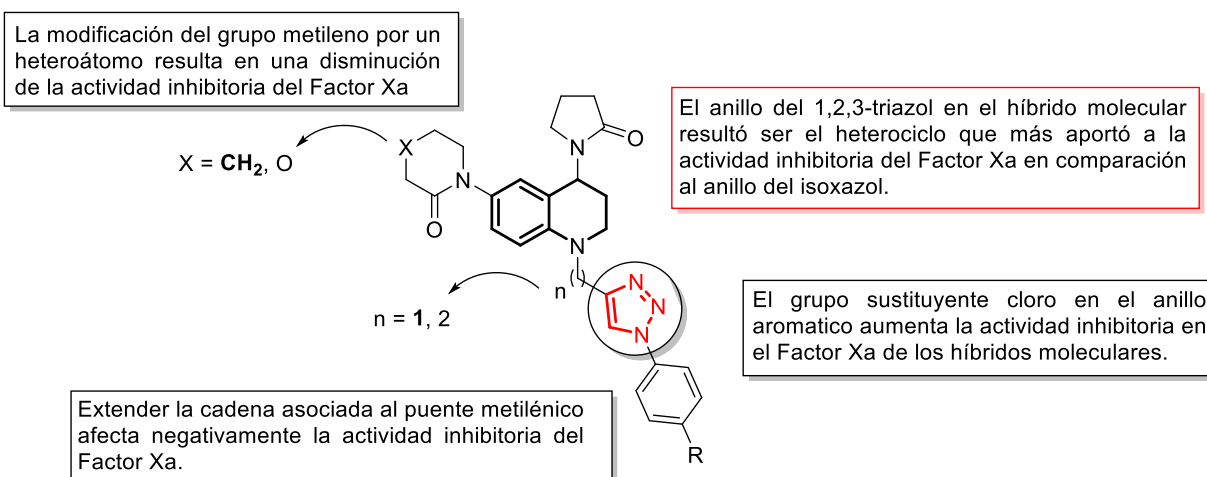 La modificación del grupo metileno por un
heteroátomo resulta en una disminución
de la actividad inhibitoria del Factor Xa
X = CH2, O
X
N
O
N
O
N
n
N
N
N
R
n = 1, 2
El anillo del 1,2,3-triazol en el híbrido molecular
resultó ser el heterociclo que más aportó a la
actividad inhibitoria del Factor Xa en comparación
al anillo del isoxazol.
El grupo sustituyente cloro en el anillo
aromatico aumenta la actividad inhibitoria en
el Factor Xa de los híbridos moleculares.
Extender la cadena asociada al puente metilénico
afecta negativamente la actividad inhibitoria del
Factor Xa.